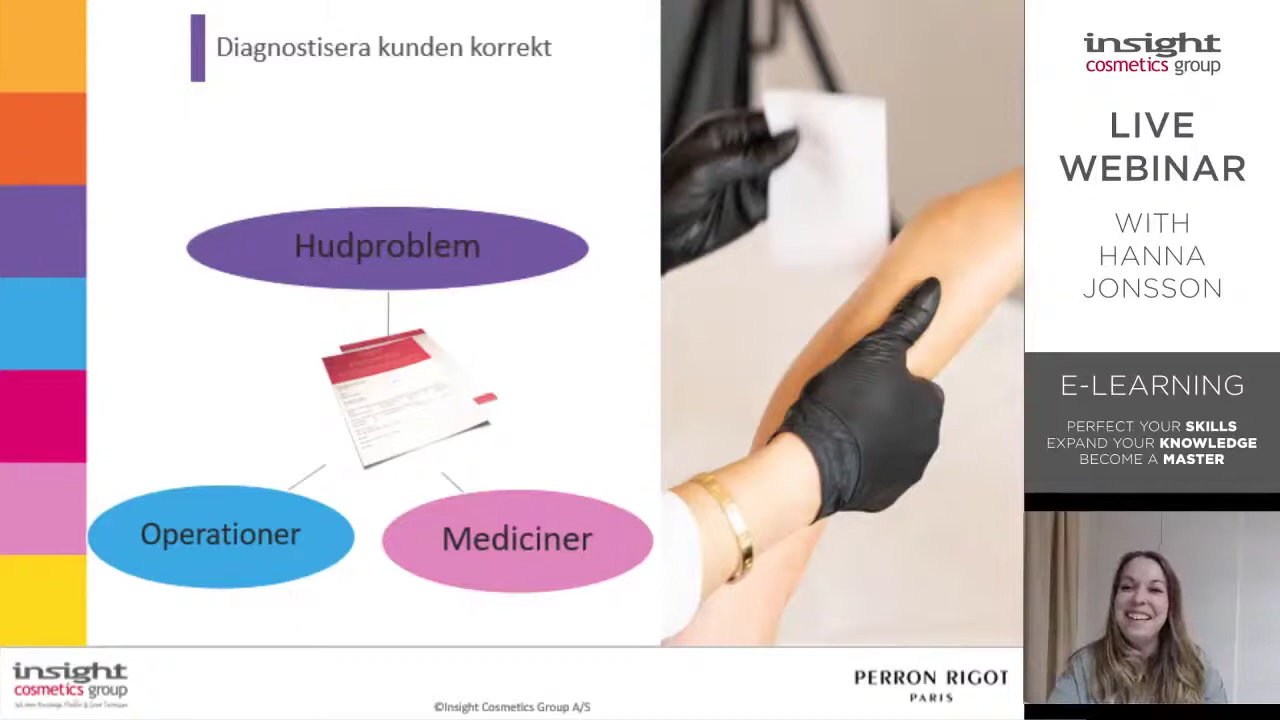 Diagnostisera kunden korrekt
Hudproblem
Operationer
Mediciner
insight
cosmetics group
©Insight Cosmetics Group A/S
PERRON RIGOT
PARIS
insight
cosmetics group
LIVE
WEBINAR
WITH
HANNA
JONSSON
E-LEARNING
PERFECT YOUR SKILLS
EXPAND YOUR KNOWLEDGE
BECOME A MASTER